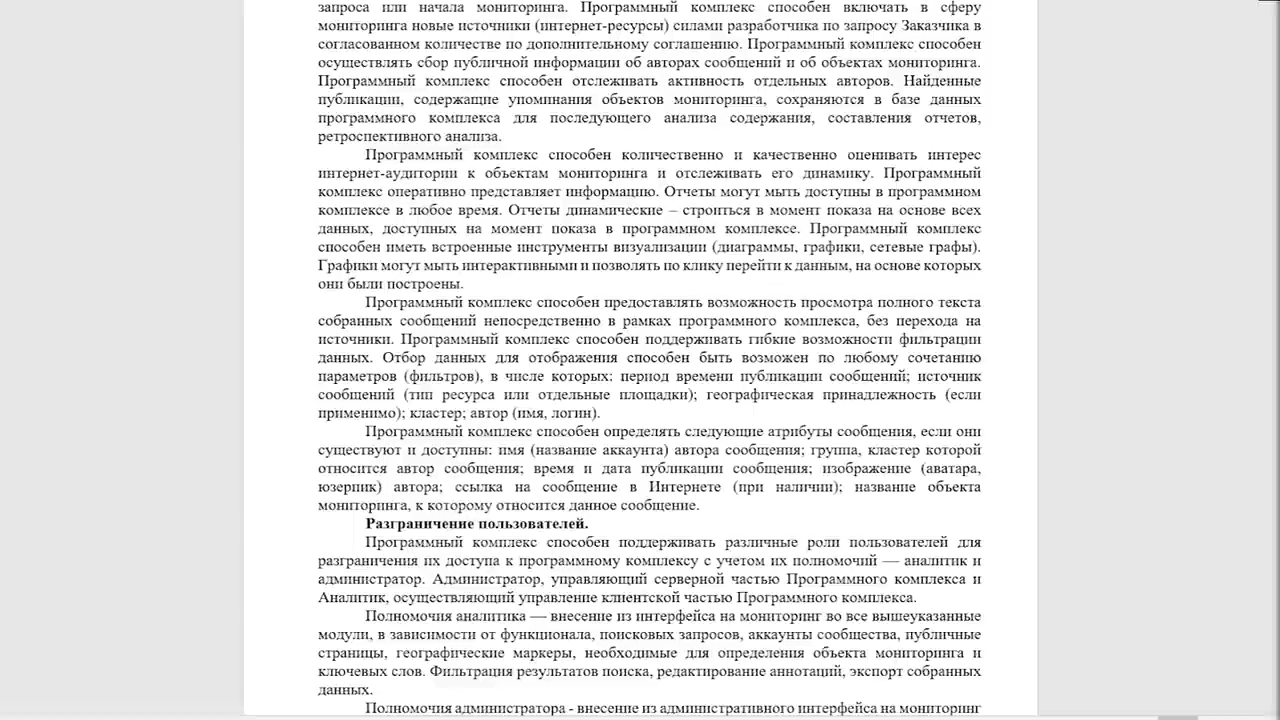 запроса или начала мониторинга. Программный комплекс способен включать в сферу
мониторинга новые источники (интернет-ресурсы) силами разработчика по запросу Заказчика в
согласованном количестве по дополнительному соглашению. Программный комплекс способен
осуществлять сбор публичной информации об авторах сообщений и об объектах мониторинга.
Программный комплекс способен отслеживать активность отдельных авторов. Найденные
публикации, содержащие упоминания объектов мониторинга, сохраняются в базе данных
программного комплекса для последующего анализа содержания, составления отчетов,
ретроспективного анализа.
Программный комплекс способен количественно и качественно оценивать интерес
интернет-аудитории к объектам мониторинга и отслеживать его динамику. Программный
комплекс оперативно представляет информацию. Отчеты могут мыть доступны в программном
комплексе в любое время. Отчеты динамические – строиться в момент показа на основе всех
данных, доступных на момент показа в программном комплексе. Программный комплекс
способен иметь встроенные инструменты визуализации (диаграммы, графики, сетевые графы).
Графики могут мыть интерактивными и позволять по клику перейти к данным, на основе которых
они были построены.
Программный комплекс способен предоставлять возможность просмотра полного текста
собранных сообщений непосредственно в рамках программного комплекса, без перехода на
источники. Программный комплекс способен поддерживать гибкие возможности фильтрации
данных. Отбор данных для отображения способен быть возможен по любому сочетанию
параметров (фильтров), в числе которых: период времени публикации сообщений; источник
сообщений (тип ресурса или отдельные площадки); географическая принадлежность (если
применимо); кластер; автор (имя, логин).
Программный комплекс способен определять следующие атрибуты сообщения, если они
существуют и доступны: имя (название аккаунта) автора сообщения; группа, кластер которой
относится автор сообщения; время и дата публикации сообщения; изображение (аватара,
юзерпик) автора; ссылка на сообщение в Интернете (при наличии); название объекта
мониторинга, к которому относится данное сообщение.
Разграничение пользователей.
Программный комплекс способен поддерживать различные роли пользователей для
разграничения их доступа к программному комплексу с учетом их полномочий — аналитик и
администратор. Администратор, управляющий серверной частью Программного комплекса и
Аналитик, осуществляющий управление клиентской частью Программного комплекса.
Полномочия аналитика — внесение из интерфейса на мониторинг во все вышеуказанные
модули, в зависимости от функционала, поисковых запросов, аккаунты сообщества, публичные
страницы, географические маркеры, необходимые для определения объекта мониторинга и
ключевых слов. Фильтрация результатов поиска, редактирование аннотаций, экспорт собранных
данных.
Полномочия администратора - внесение из административного интерфейса на мониторинг